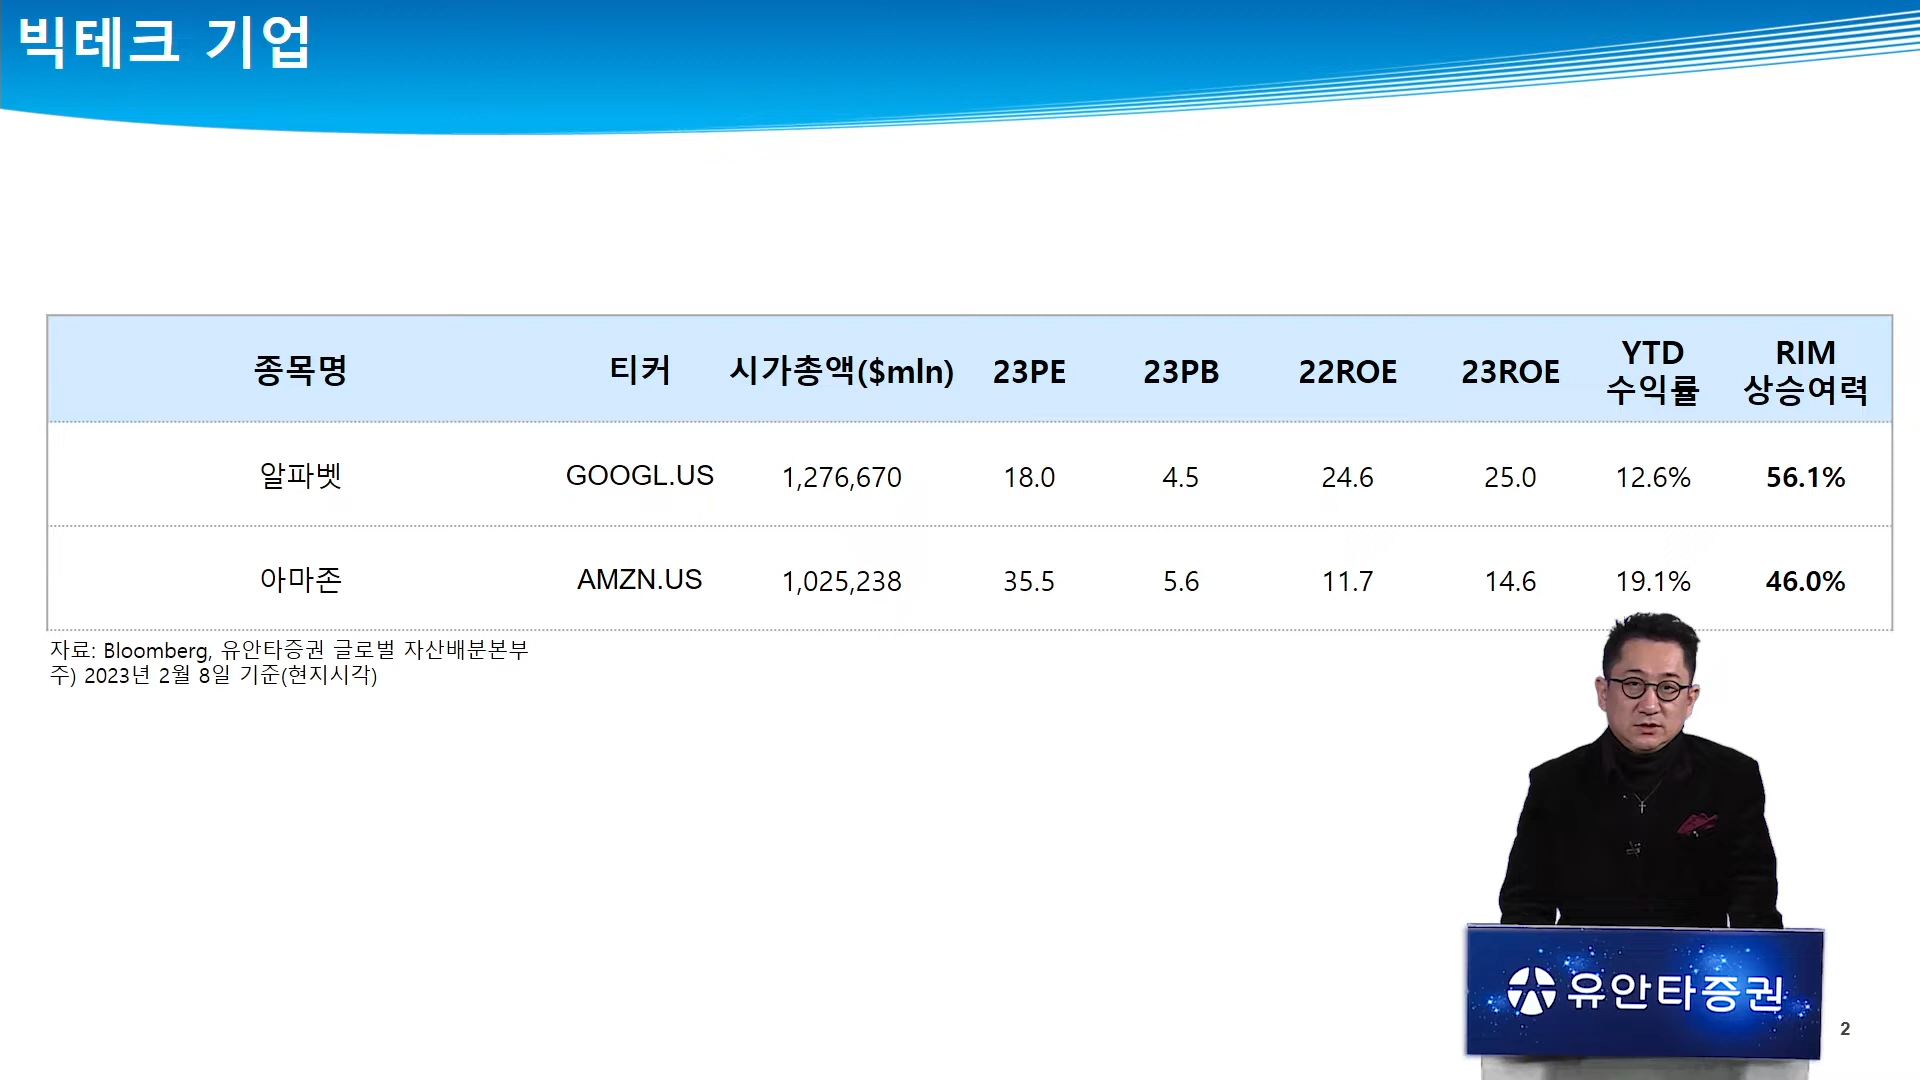 빅테크 기업
종목명 티커 시가총액($mln) 23PE 23PB 22ROE 23ROE YTD 수익률 RIM 상승여력
알파벳 GOOGL.US 1,276,670 18.0 4.5 24.6 25.0 12.6% 56.1%
아마존 AMZN.US 1,025,238 35.5 5.6 11.7 14.6 19.1% 46.0%
자료: Bloomberg, 유안타증권 글로벌 자산배분본부
주) 2023년 2월 8일 기준(현지시각)
유안타증권
2